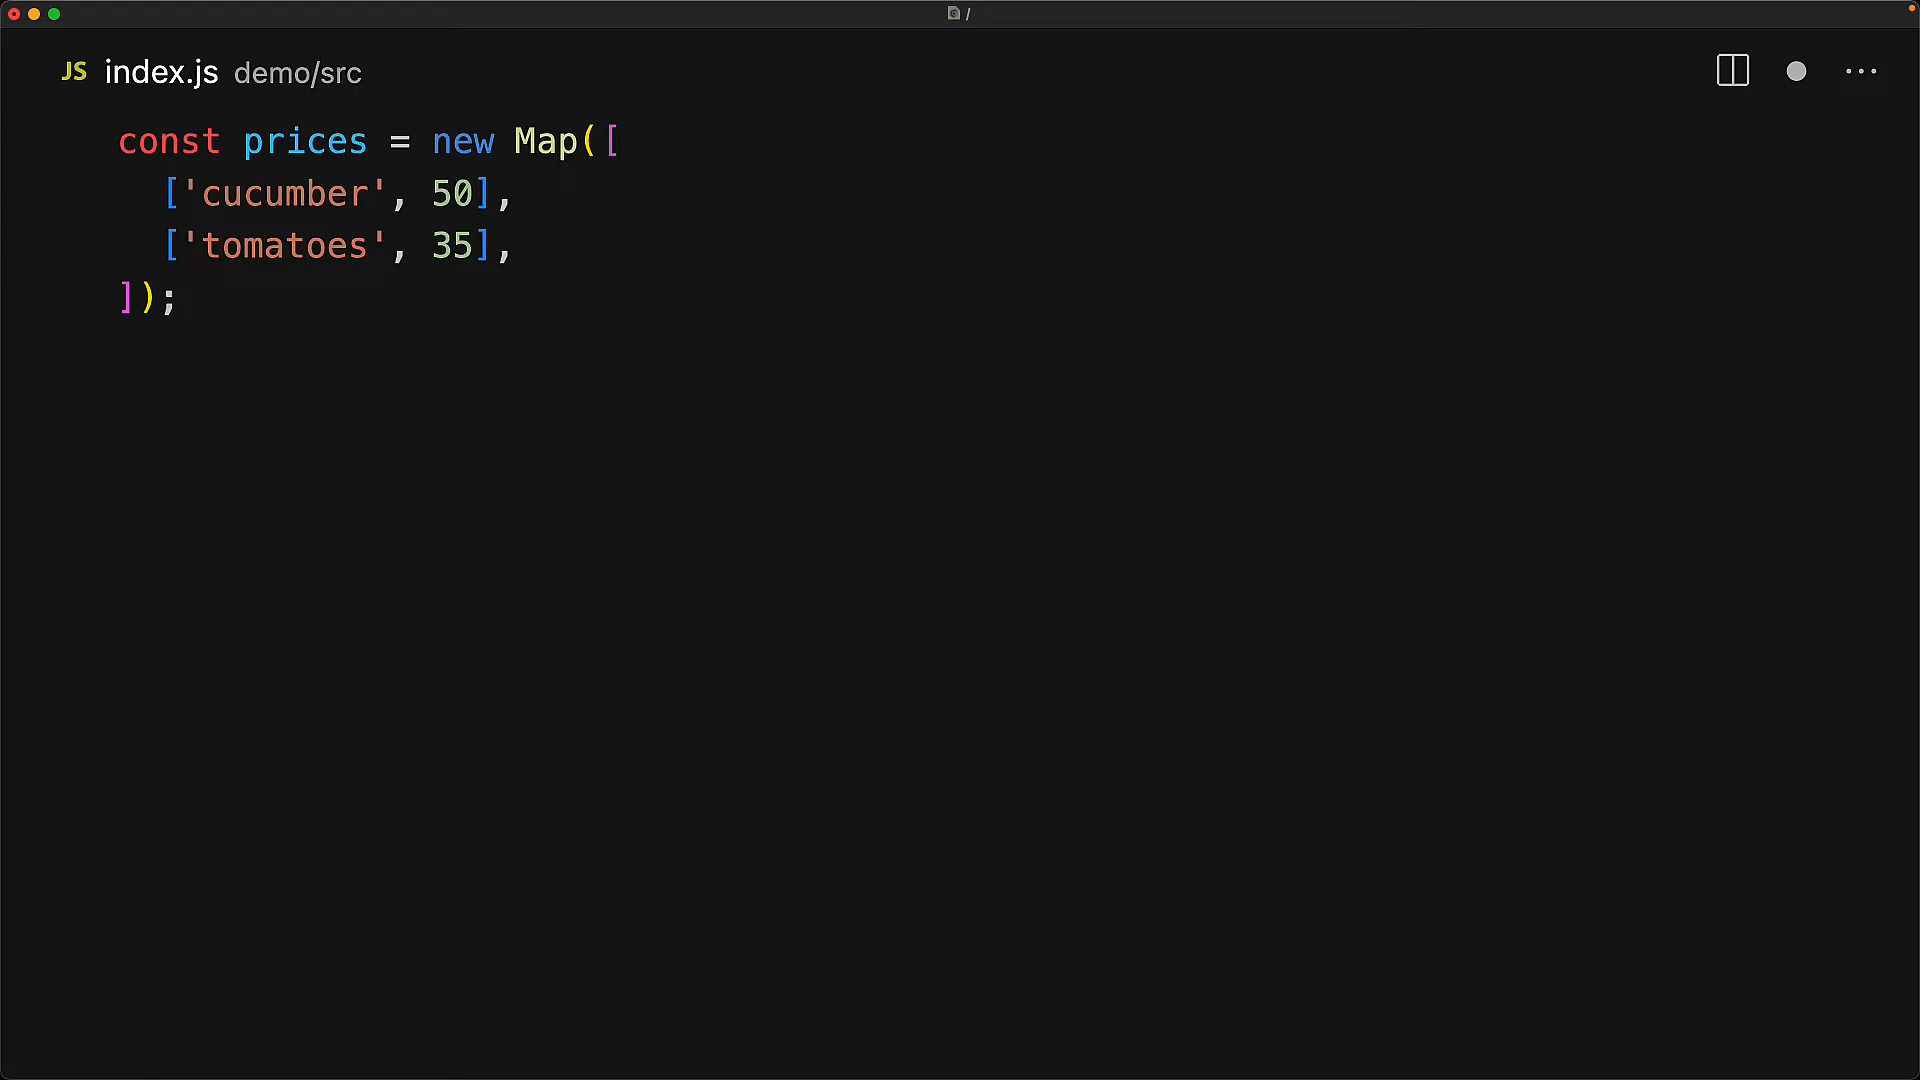 /
JS index.js demo/src
const prices = new Map([
  ['cucumber', 50],
  ['tomatoes', 35],
]);